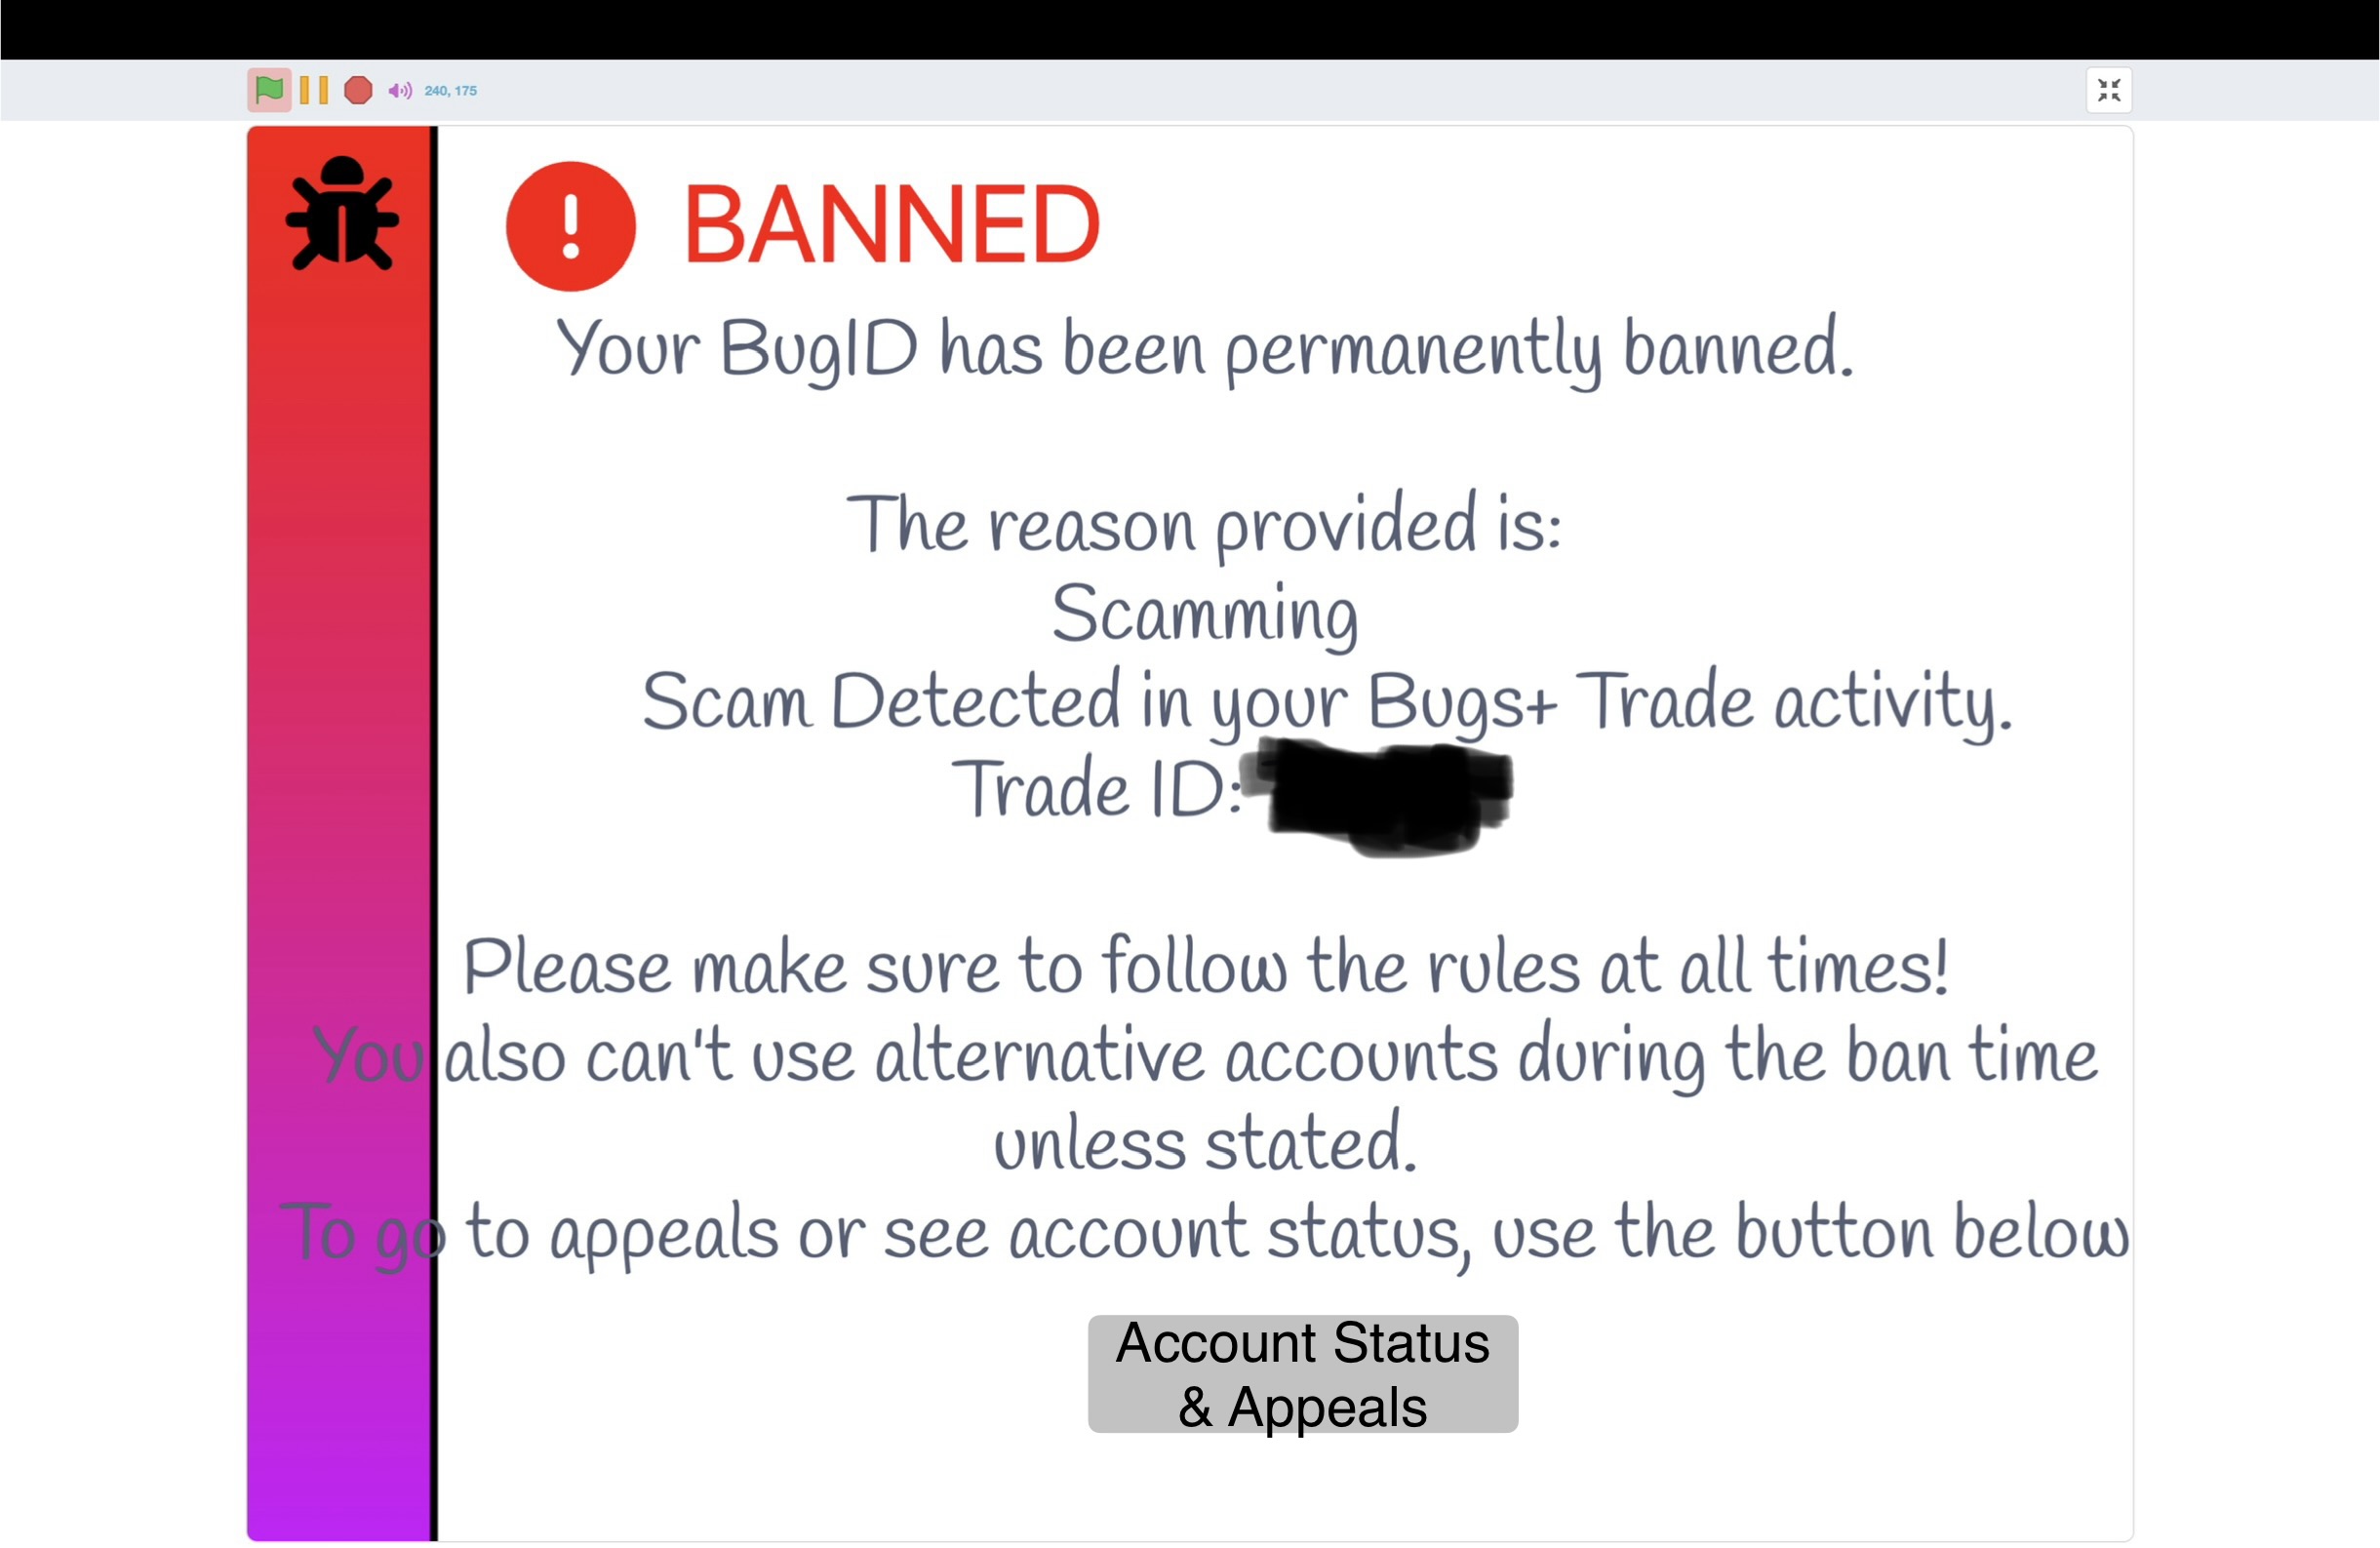 240, 175
BANNED
Your BugID has been permanently banned.
The reason provided is:
Scamming
Scam Detected in your Bugs+ Trade activity.
Trade ID:
Please make sure to follow the rules at all times!
You also can't use alternative accounts during the ban time
unless stated.
To go to appeals or see account status, use the button below
Account Status
& Appeals